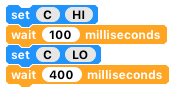 set C HI
wait 100 milliseconds
set C LO
wait 400 milliseconds